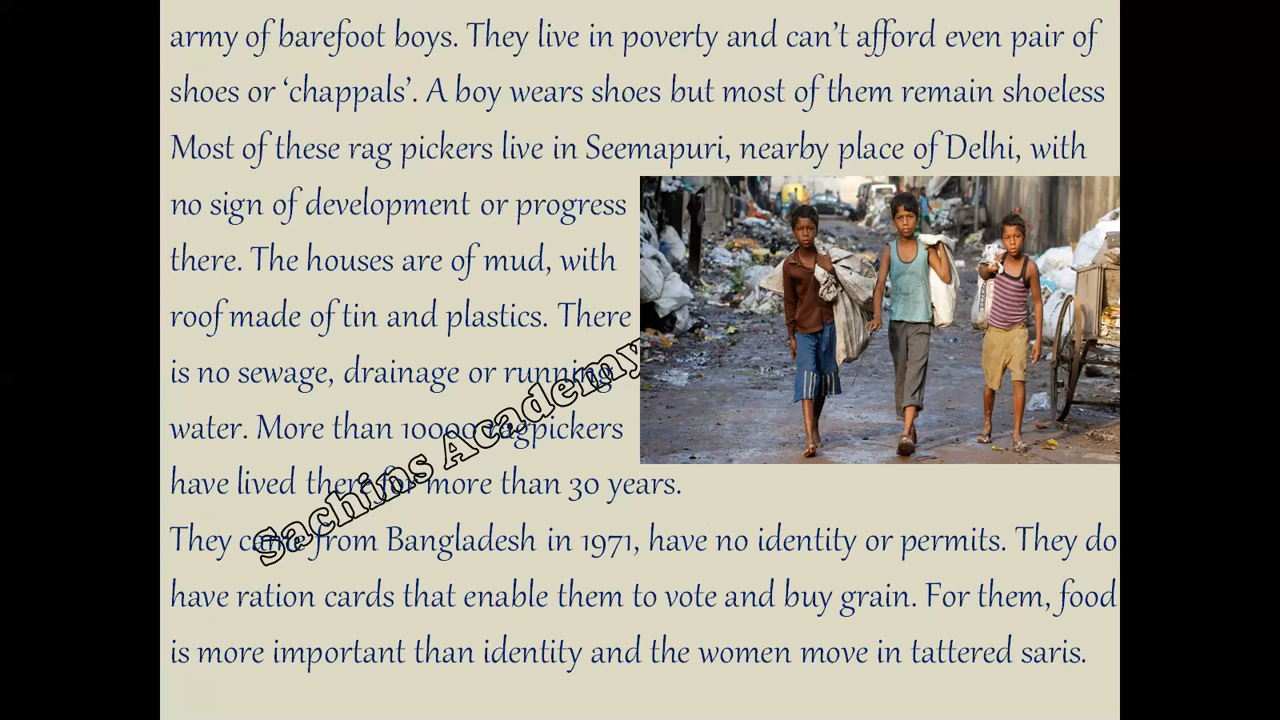 army of barefoot boys. They live in poverty and can’t afford even pair of
shoes or ‘chappals’. A boy wears shoes but most of them remain shoeless
Most of these rag pickers live in Seemapuri, nearby place of Delhi, with
no sign of development or progress
there. The houses are of mud, with
roof made of tin and plastics. There
is no sewage, drainage or running
water. More than 10000 ragpickers
have lived there for more than 30 years.
They came from Bangladesh in 1971, have no identity or permits. They do
have ration cards that enable them to vote and buy grain. For them, food
is more important than identity and the women move in tattered saris.
Sachins Academy